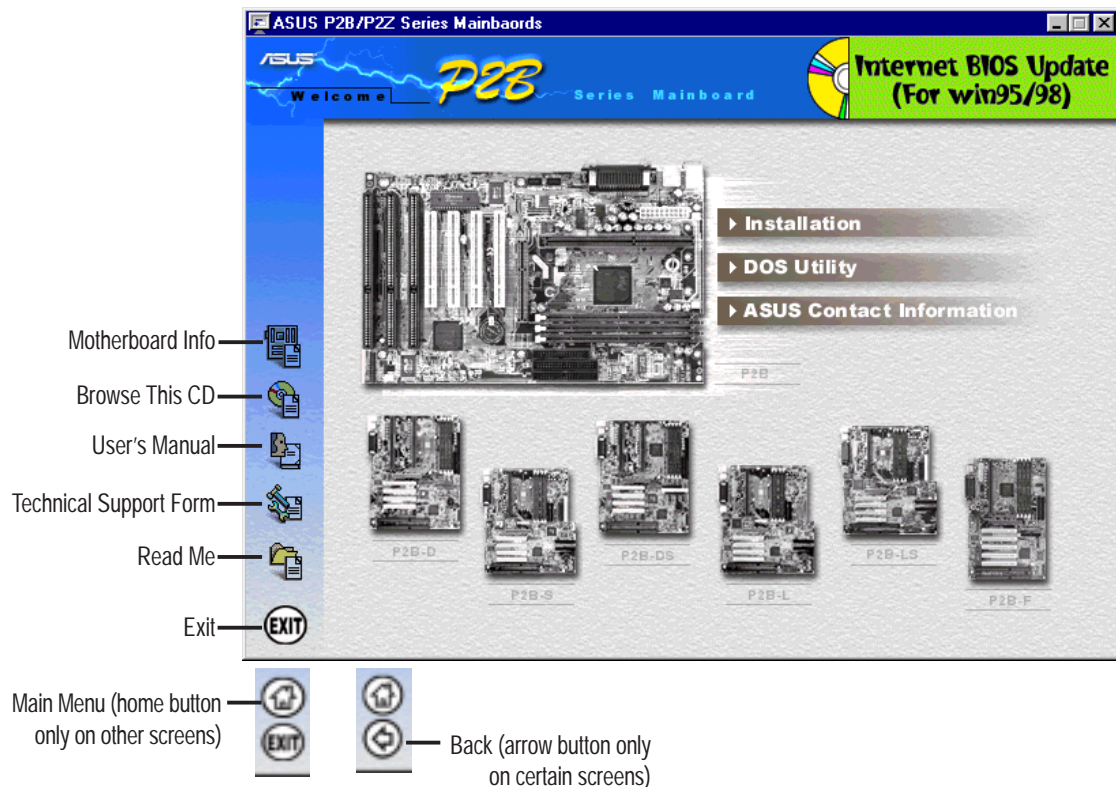 ASUS P2B/P2Z Series Mainbaords
ASUS
Welcome
P2B
Series Mainboard
Internet BIOS Update
(For win95/98)
Installation
DOS Utility
ASUS Contact Information
P2B
P2B-D
P2B-S
P2B-DS
P2B-L
P2B-LS
P2B-F
Motherboard Info
Browse This CD
User's Manual
Technical Support Form
Read Me
Exit
EXIT
Main Menu (home button
only on other screens)
EXIT
Back (arrow button only
on certain screens)